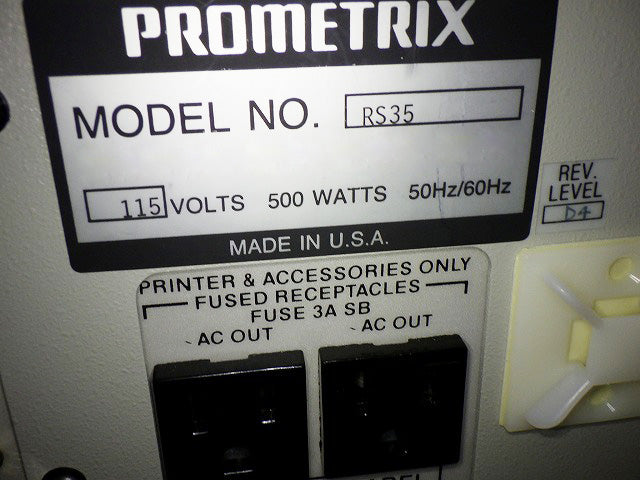 PROMETRIX
MODEL NO. RS35
115 VOLTS 500 WATTS 50Hz/60Hz
MADE IN U.S.A.
REV.
LEVEL
D4
PRINTER & ACCESSORIES ONLY
FUSED RECEPTACLES
FUSE 3A SB
AC OUT AC OUT